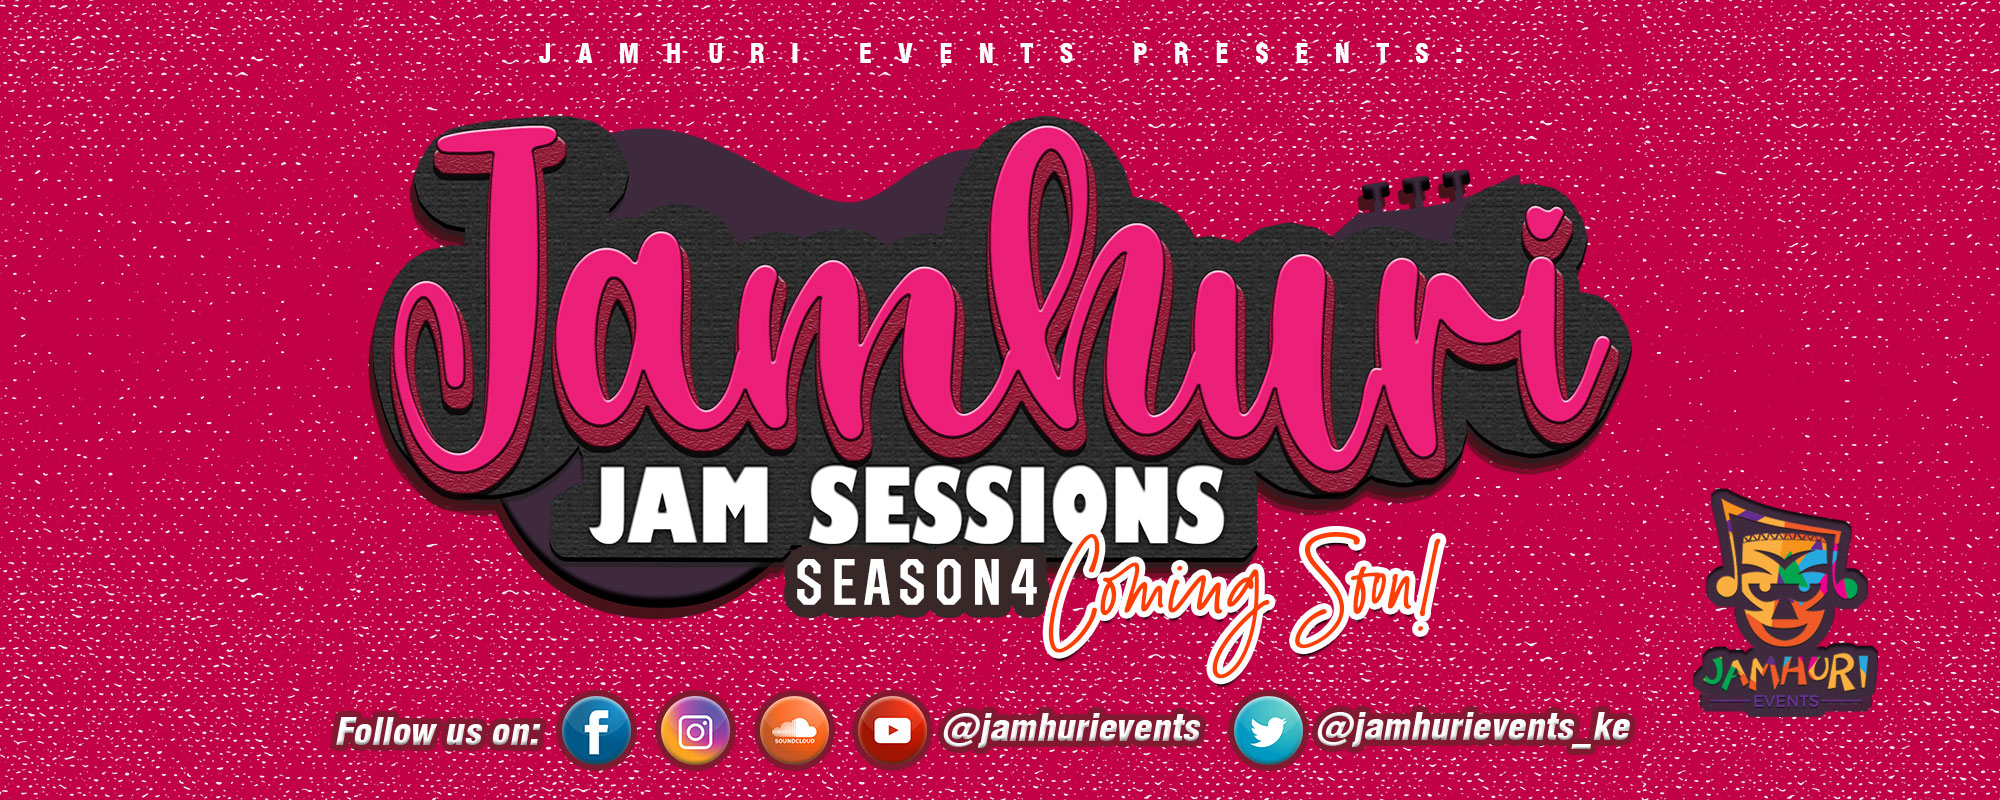 JAMHURI EVENTS PRESENTS:
Jamhuri
JAM SESSIONS
SEASON4 Coming Soon!
JAMHURI
EVENTS
Follow us on: SOUNDCLOUD @jamhurievents @jamhurievents_ke